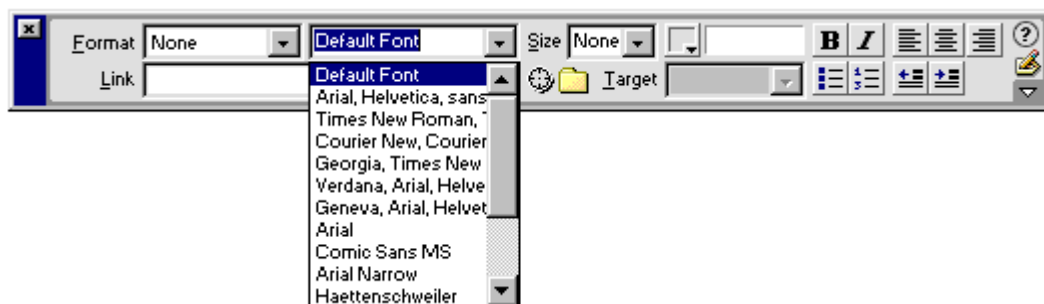 Format None Default Font Size None B I
Link Target
Default Font
Arial, Helvetica, sans
Times New Roman, T
Courier New, Courier
Georgia, Times New
Verdana, Arial, Helve
Geneva, Arial, Helvet
Arial
Comic Sans MS
Arial Narrow
Haettenschweiler